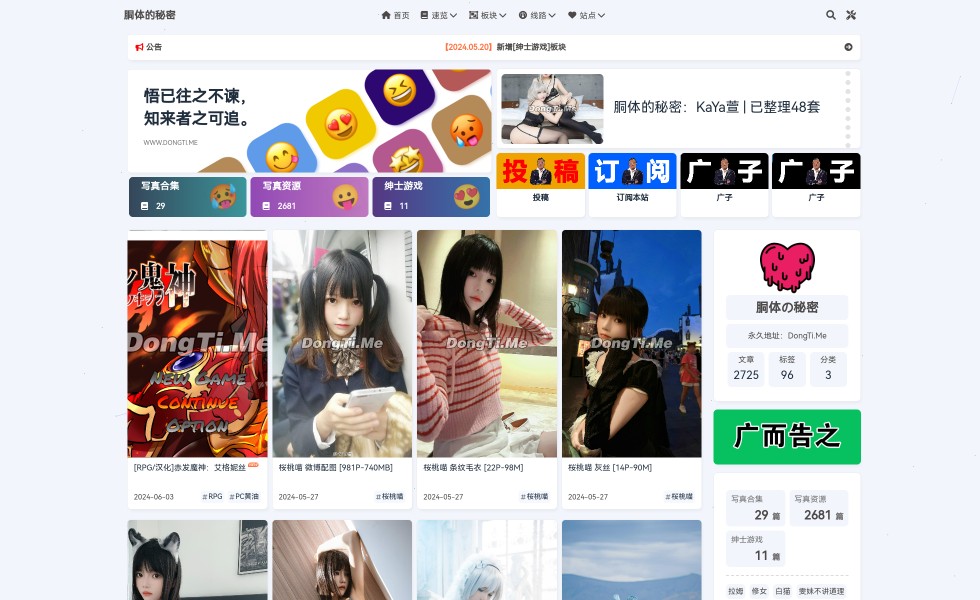 胴体的秘密
首页 速览 板块 线路 站点
公告
【2024.05.20】新增[绅士游戏]板块
悟已往之不谏，
知来者之可追。
WWW.DONGTI.ME
胴体的秘密：KaYa萱 | 已整理48套
写真合集
29
写真资源
2681
绅士游戏
11
投稿
投稿
订阅
订阅本站
广子
广子
广子
广子
DongTi.Me
New Game
Continue
Option
[RPG/汉化]赤发魔神：艾格妮丝
2024-06-03 #RPG #PC黄油
DongTi.Me
桜桃喵 微博配图 [981P-740MB]
2024-05-27 #桜桃喵
DongTi.Me
桜桃喵 条纹毛衣 [22P-98M]
2024-05-27 #桜桃喵
DongTi.Me
桜桃喵 灰丝 [14P-90M]
2024-05-27 #桜桃喵
胴体の秘密
永久地址：DongTi.Me
文章
2725
标签
96
分类
3
广而告之
写真合集
29 篇
写真资源
2681 篇
绅士游戏
11 篇
拉姆 修女 白猫 雯妹不讲道理